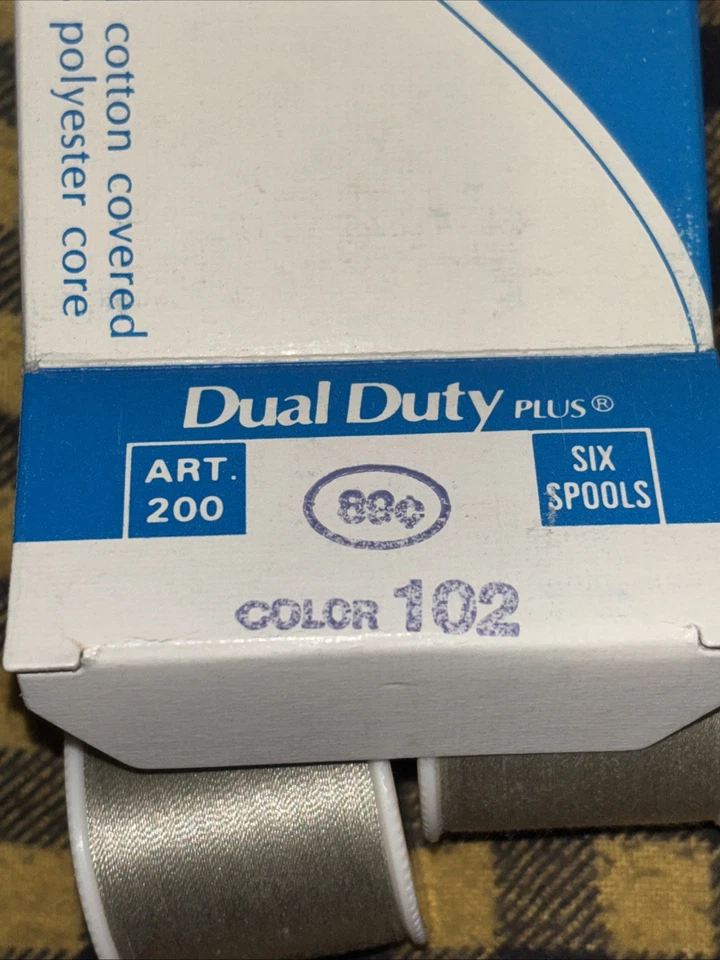 cotton covered
polyester core
Dual Duty PLUS®
ART.
200
SIX
SPOOLS
COLOR 102